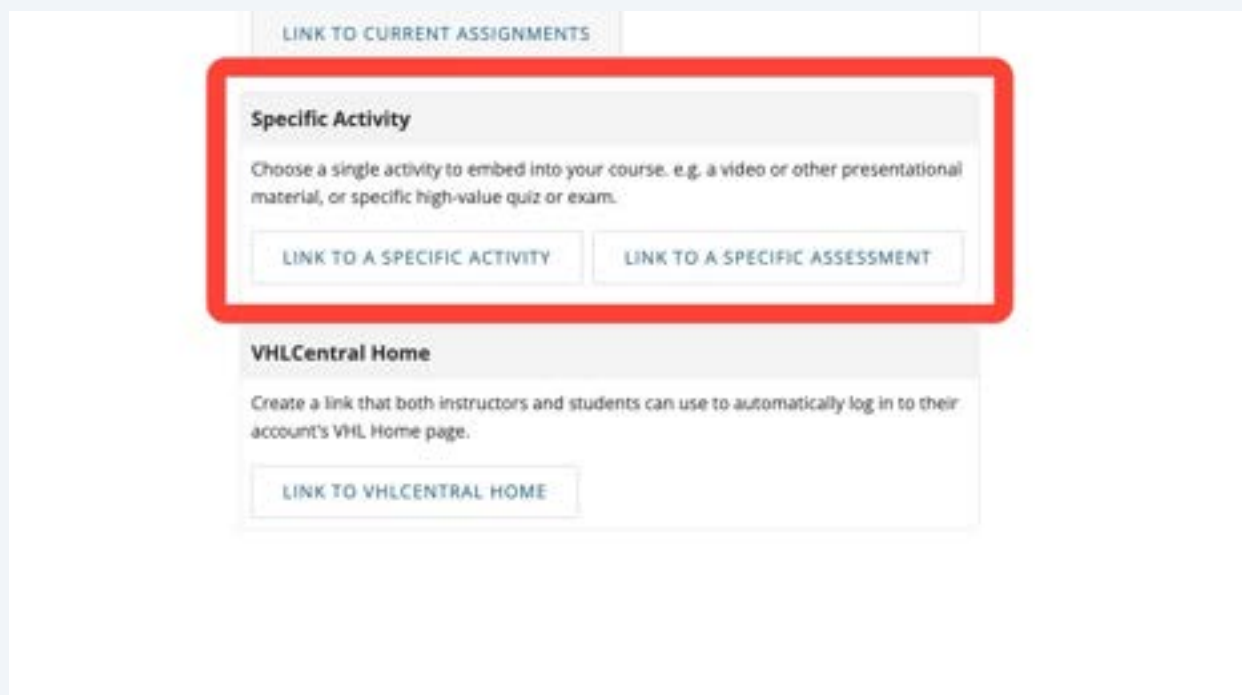 LINK TO CURRENT ASSIGNMENTS
Specific Activity
Choose a single activity to embed into your course. e.g. a video or other presentational
material, or specific high-value quiz or exam.
LINK TO A SPECIFIC ACTIVITY
LINK TO A SPECIFIC ASSESSMENT
VHLCentral Home
Create a link that both instructors and students can use to automatically log in to their
account's VHL Home page.
LINK TO VHLCENTRAL HOME